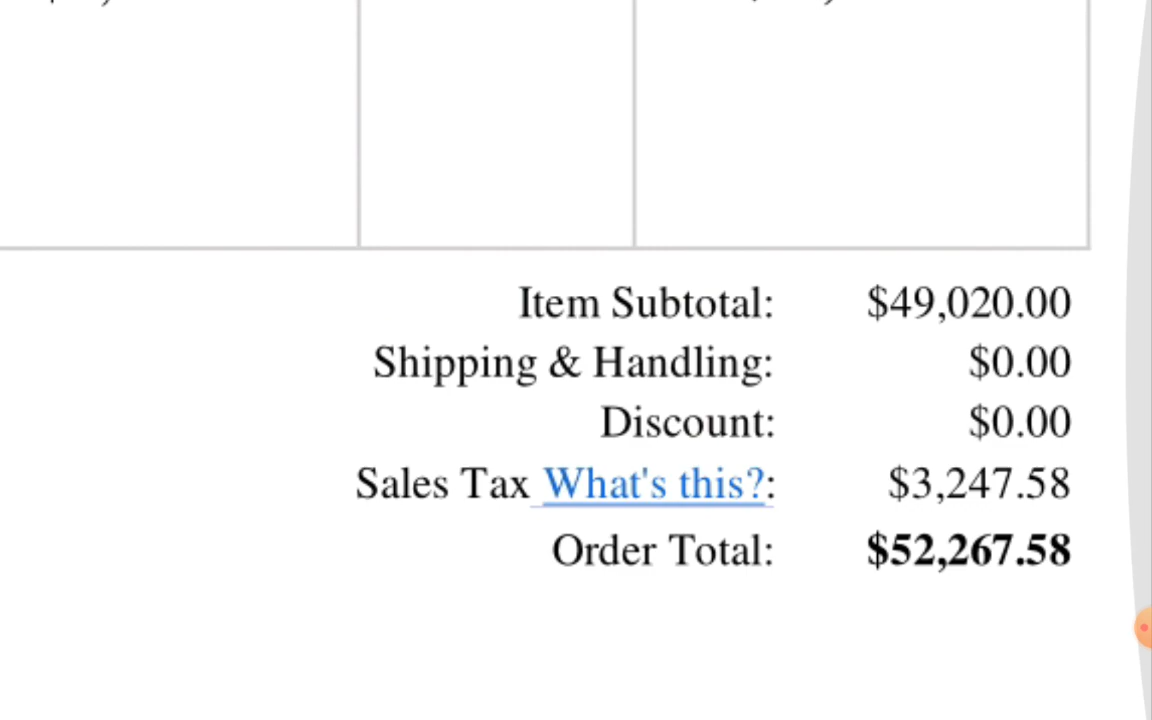 Item Subtotal: $49,020.00
Shipping & Handling: $0.00
Discount: $0.00
Sales Tax What's this?: $3,247.58
Order Total: $52,267.58